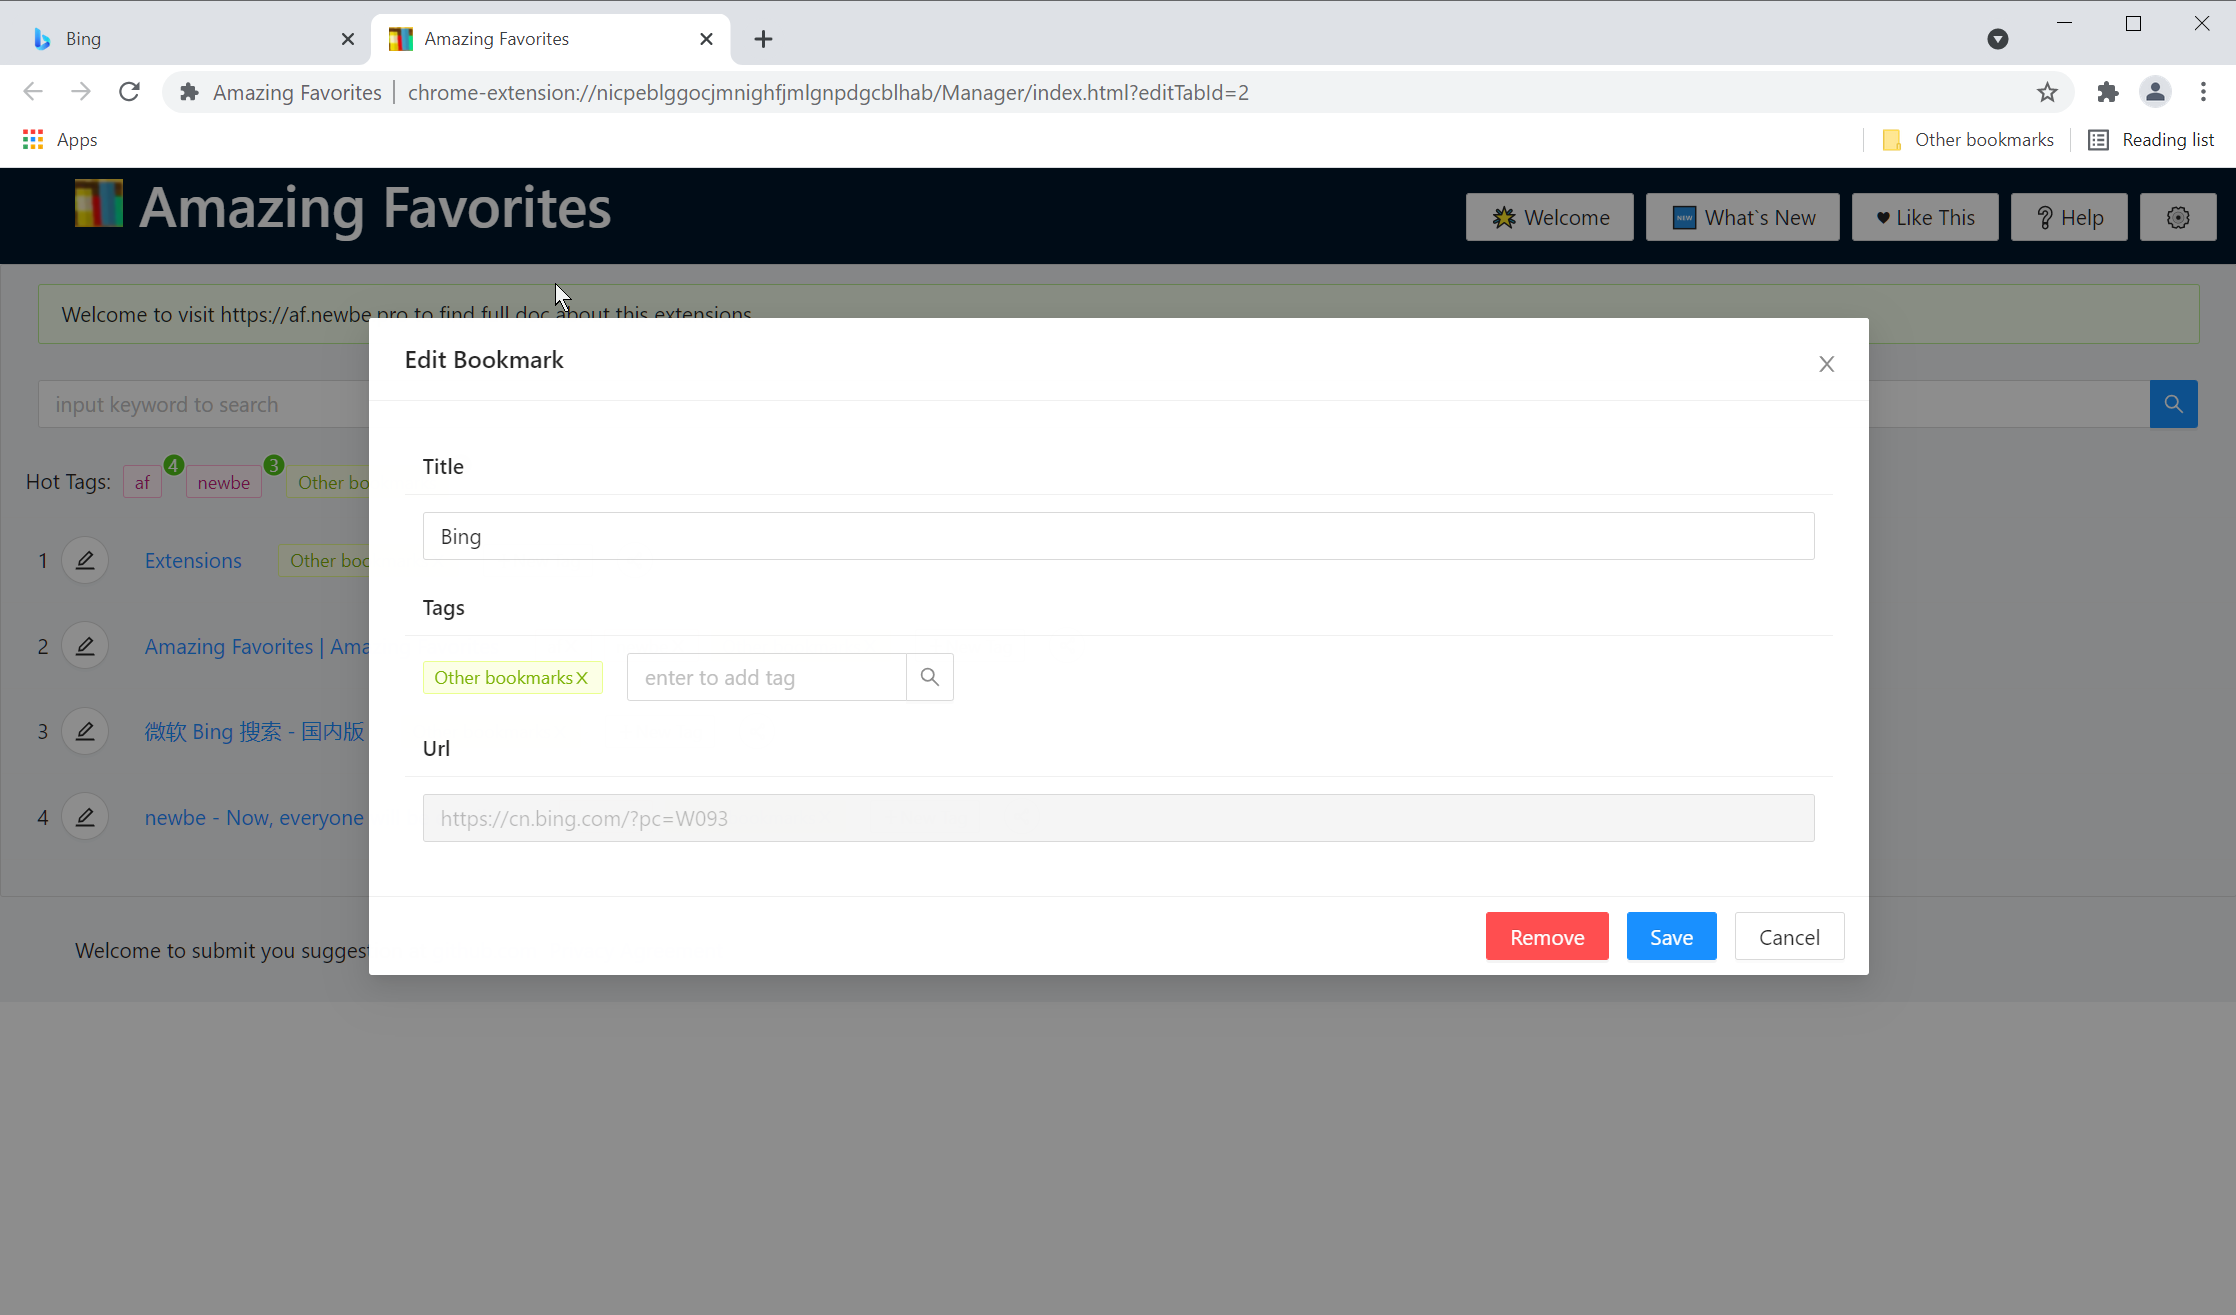 Bing
Amazing Favorites
Amazing Favorites | chrome-extension://nicpeblggocjmnighfjmlgnpdgcblhab/Manager/index.html?editTabId=2
Apps
Other bookmarks
Reading list
Amazing Favorites
Welcome
NEW What`s New
Like This
Help
Welcome to visit https://af.newbe.pro to find full doc about this extensions
Edit Bookmark
input keyword to search
Title
Hot Tags: af 4 newbe 3 Other bo
Bing
1 Extensions Other boo
Tags
2 Amazing Favorites | Ama
Other bookmarks X enter to add tag
3 微软 Bing 搜索 - 国内版
Url
4 newbe - Now, everyone
https://cn.bing.com/?pc=W093
Remove Save Cancel
Welcome to submit you suggest